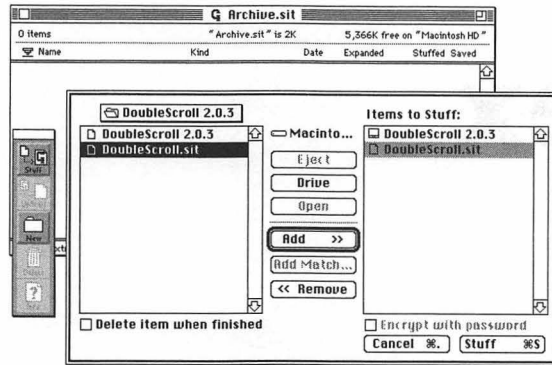 Archive.sit
0 items "Archive.sit" is 2K 5,366K free on "Macintosh HD"
Name Kind Date Expanded Stuffed Saved
DoubleScroll 2.0.3
Items to Stuff:
DoubleScroll 2.0.3
DoubleScroll.sit
Macinto...
Eject
Drive
Open
Add >>
Add Match...
<< Remove
DoubleScroll 2.0.3
DoubleScroll.sit
Stuff
New
Delete item when finished
Encrypt with password
Cancel ⌘.
Stuff ⌘S